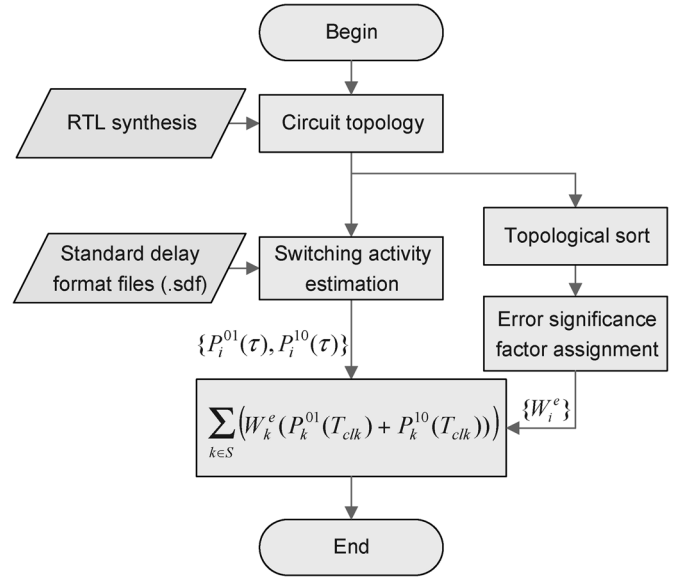 Begin
RTL synthesis
Circuit topology
Standard delay
format files (.sdf)
Switching activity
estimation
Topological sort
Error significance
factor assignment
{P_i^{01}(τ), P_i^{10}(τ)}
{W_i^e}
∑_{k∈S}(W_k^e(P_k^{01}(T_{clk}) + P_k^{10}(T_{clk})))
End